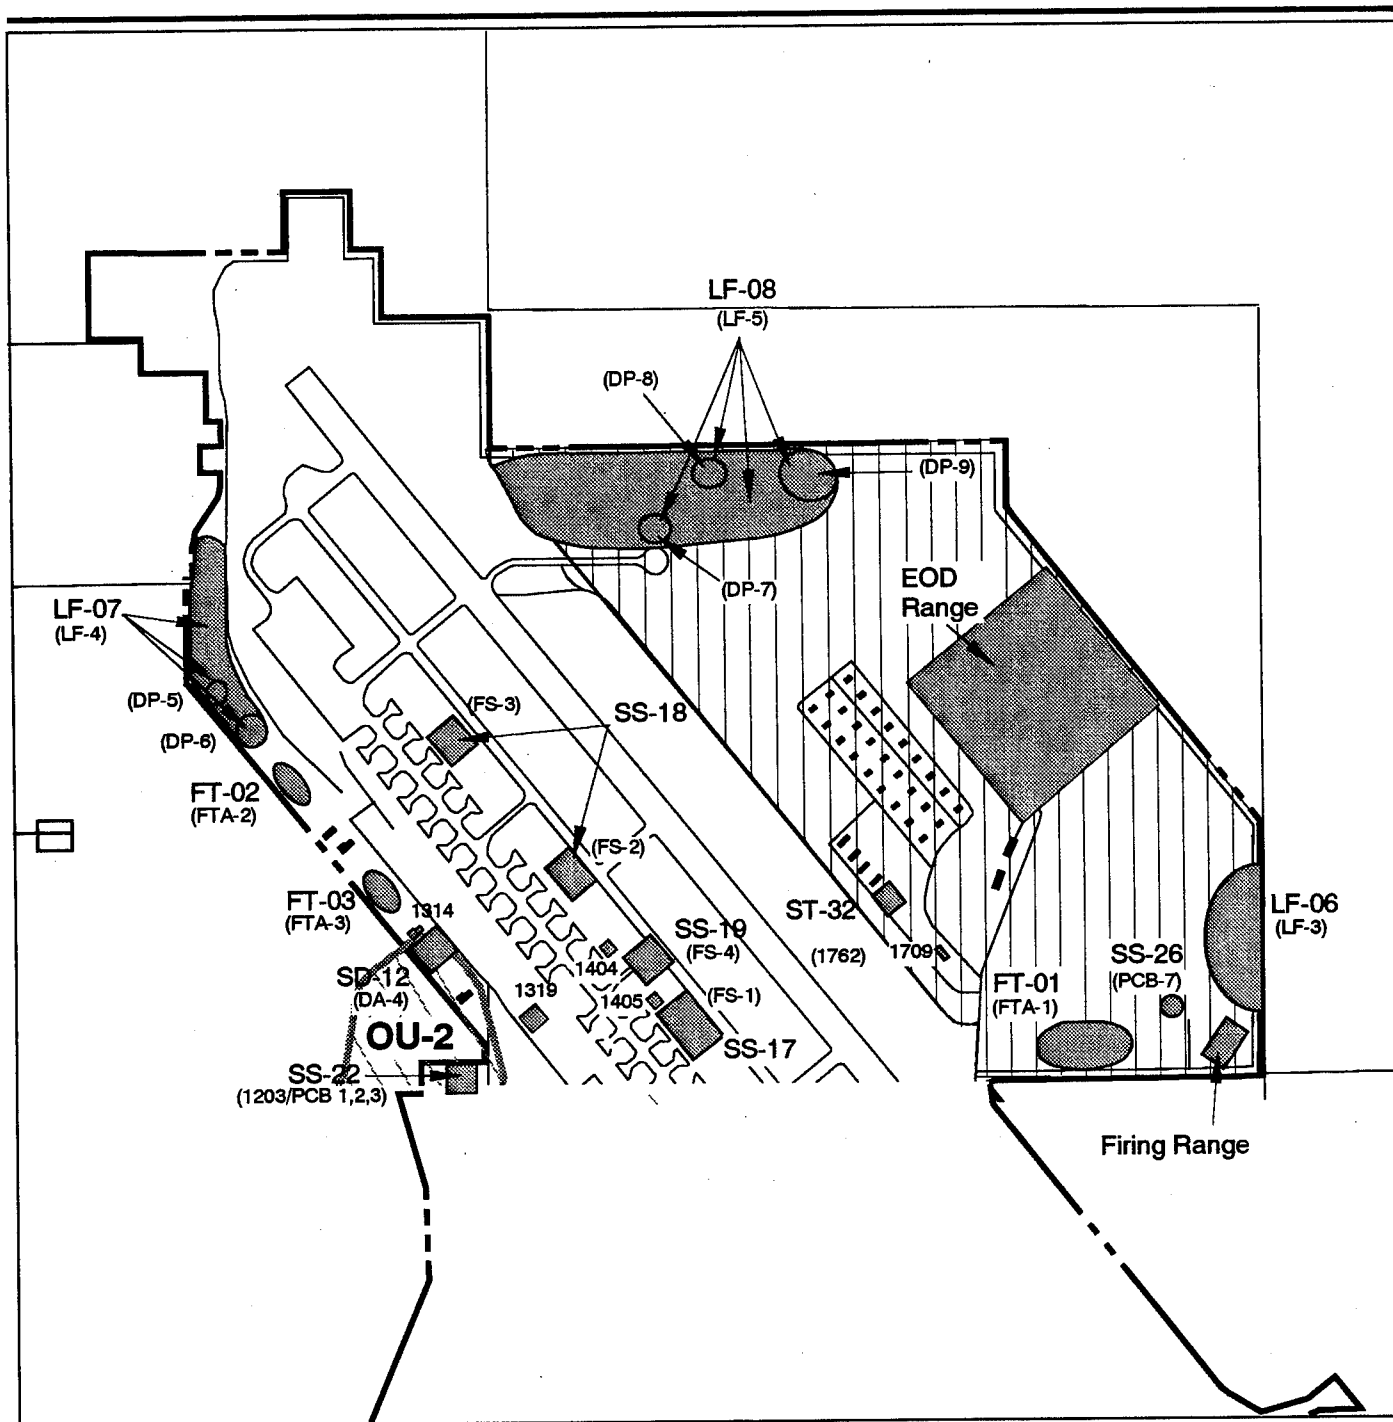 LF-08
(LF-5)
(DP-8)
(DP-9)
EOD
Range
(DP-7)
LF-07
(LF-4)
(DP-5)
(DP-6)
(FS-3)
SS-18
FT-02
(FTA-2)
(FS-2)
FT-03
(FTA-3)
1314
ST-32
(1762)
1709
LF-06
(LF-3)
SS-19
(FS-4)
1404
SS-26
(PCB-7)
SD-12
(DA-4)
1319
1405
(FS-1)
FT-01
(FTA-1)
OU-2
SS-17
SS-22
(1203/PCB 1,2,3)
Firing Range